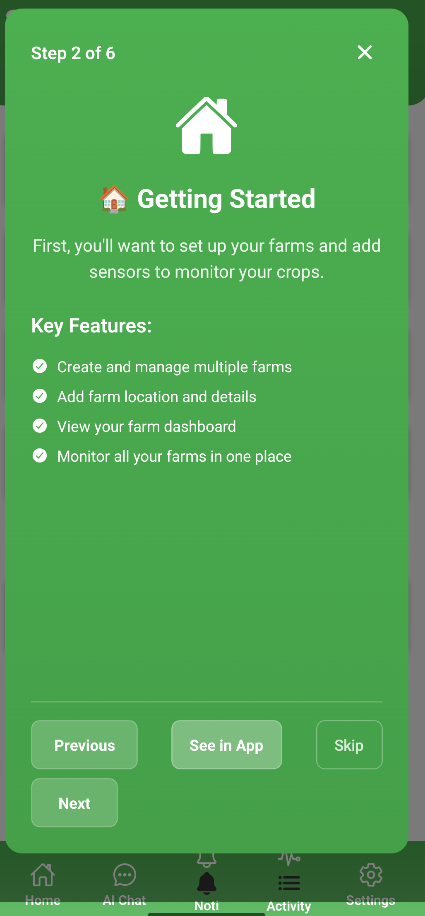 Step 2 of 6
🏠 Getting Started
First, you'll want to set up your farms and add
sensors to monitor your crops.
Key Features:
Create and manage multiple farms
Add farm location and details
View your farm dashboard
Monitor all your farms in one place
Previous
See in App
Skip
Next
Home
AI Chat
Noti
Activity
Settings